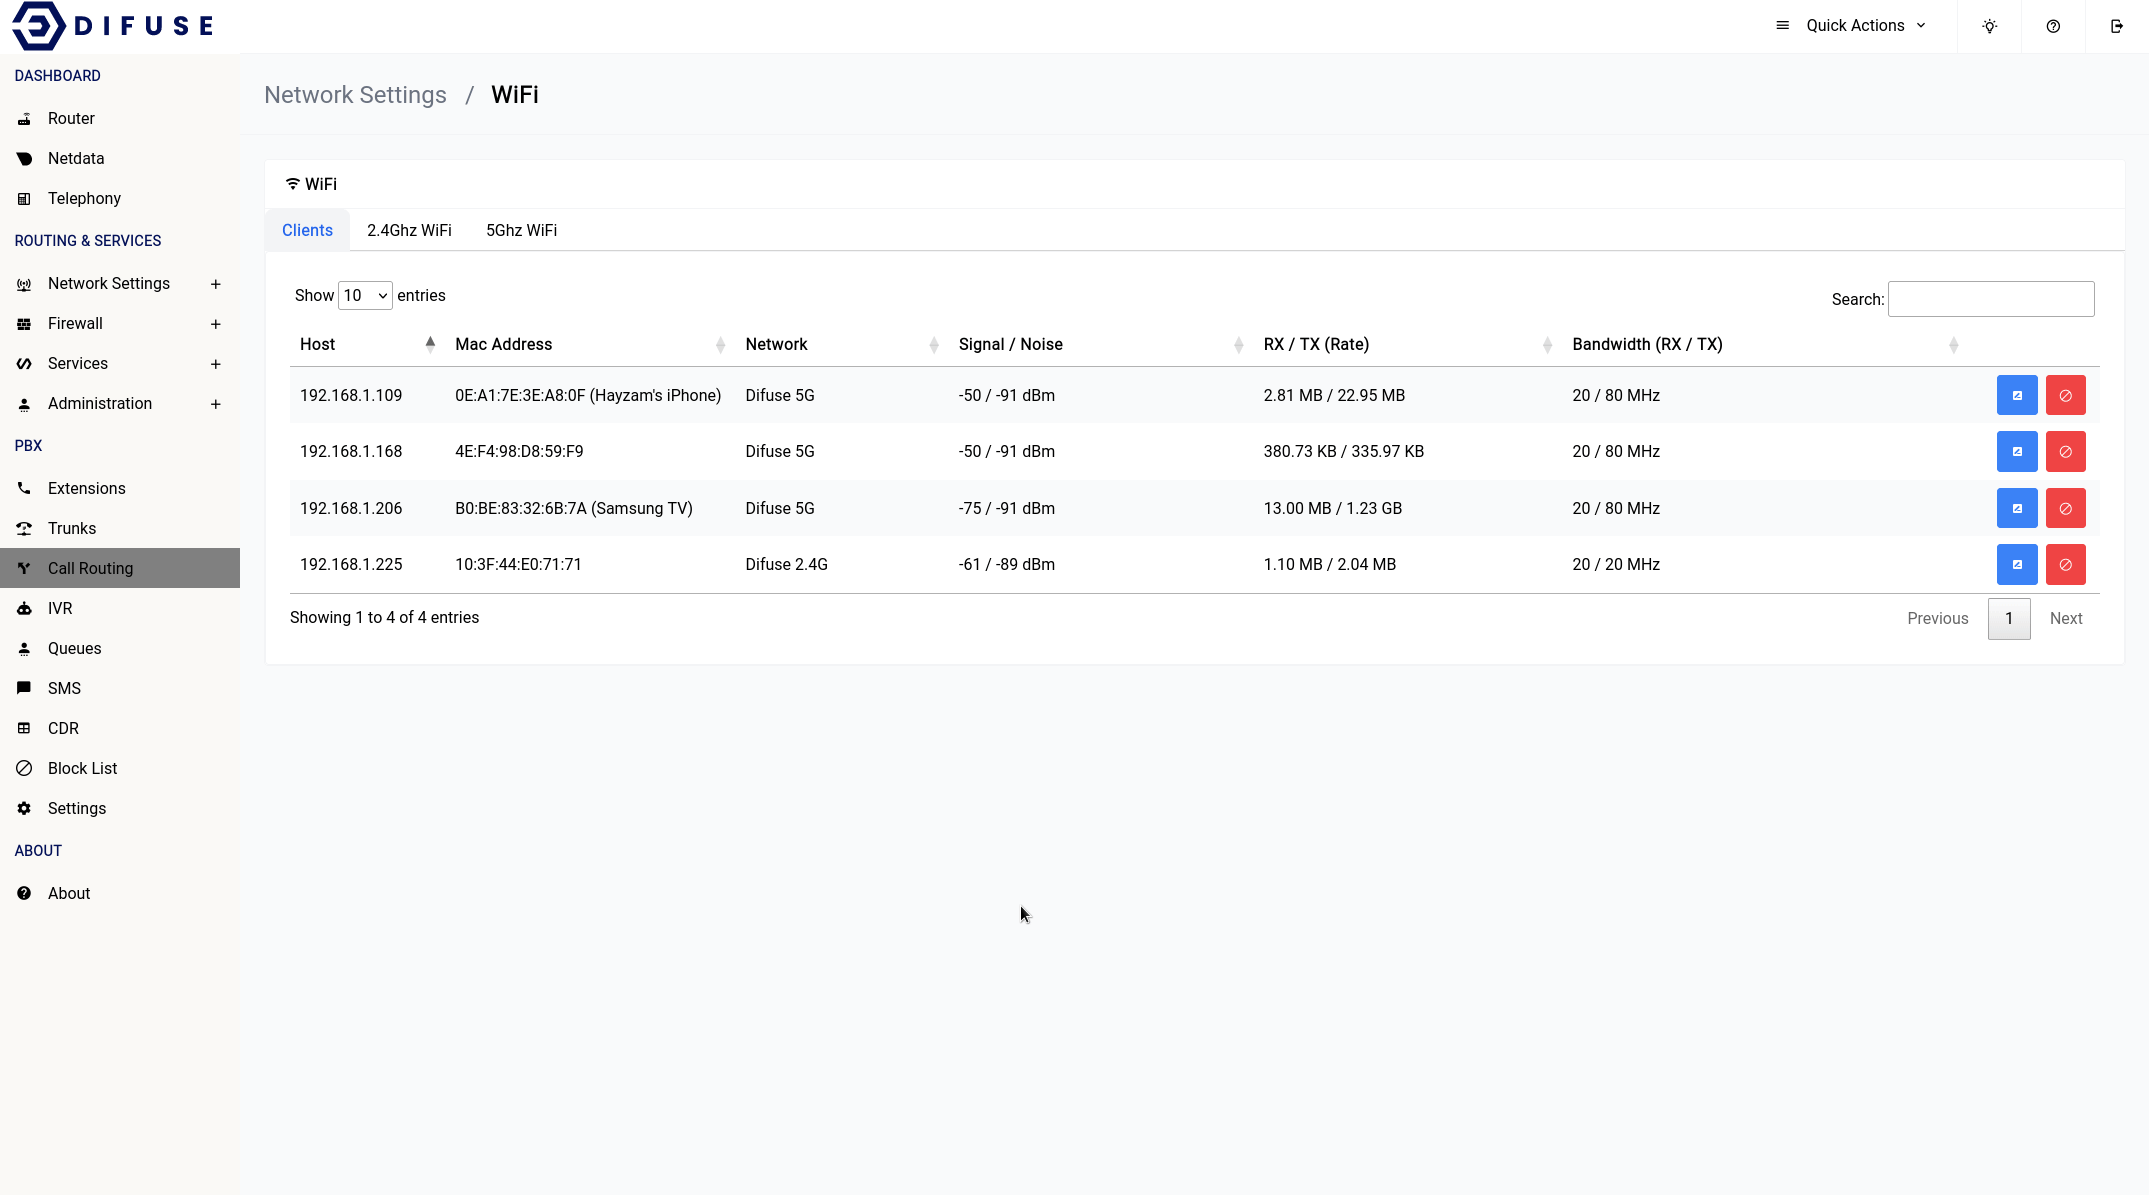 DIFUSE
Quick Actions
DASHBOARD
Router
Netdata
Telephony
ROUTING & SERVICES
Network Settings +
Firewall +
Services +
Administration +
PBX
Extensions
Trunks
Call Routing
IVR
Queues
SMS
CDR
Block List
Settings
ABOUT
About
Network Settings / WiFi
WiFi
Clients 2.4Ghz WiFi 5Ghz WiFi
Show 10 entries Search:
Host Mac Address Network Signal / Noise RX / TX (Rate) Bandwidth (RX / TX)
192.168.1.109 0E:A1:7E:3E:A8:0F (Hayzam's iPhone) Difuse 5G -50 / -91 dBm 2.81 MB / 22.95 MB 20 / 80 MHz
192.168.1.168 4E:F4:98:D8:59:F9 Difuse 5G -50 / -91 dBm 380.73 KB / 335.97 KB 20 / 80 MHz
192.168.1.206 B0:BE:83:32:6B:7A (Samsung TV) Difuse 5G -75 / -91 dBm 13.00 MB / 1.23 GB 20 / 80 MHz
192.168.1.225 10:3F:44:E0:71:71 Difuse 2.4G -61 / -89 dBm 1.10 MB / 2.04 MB 20 / 20 MHz
Showing 1 to 4 of 4 entries Previous 1 Next